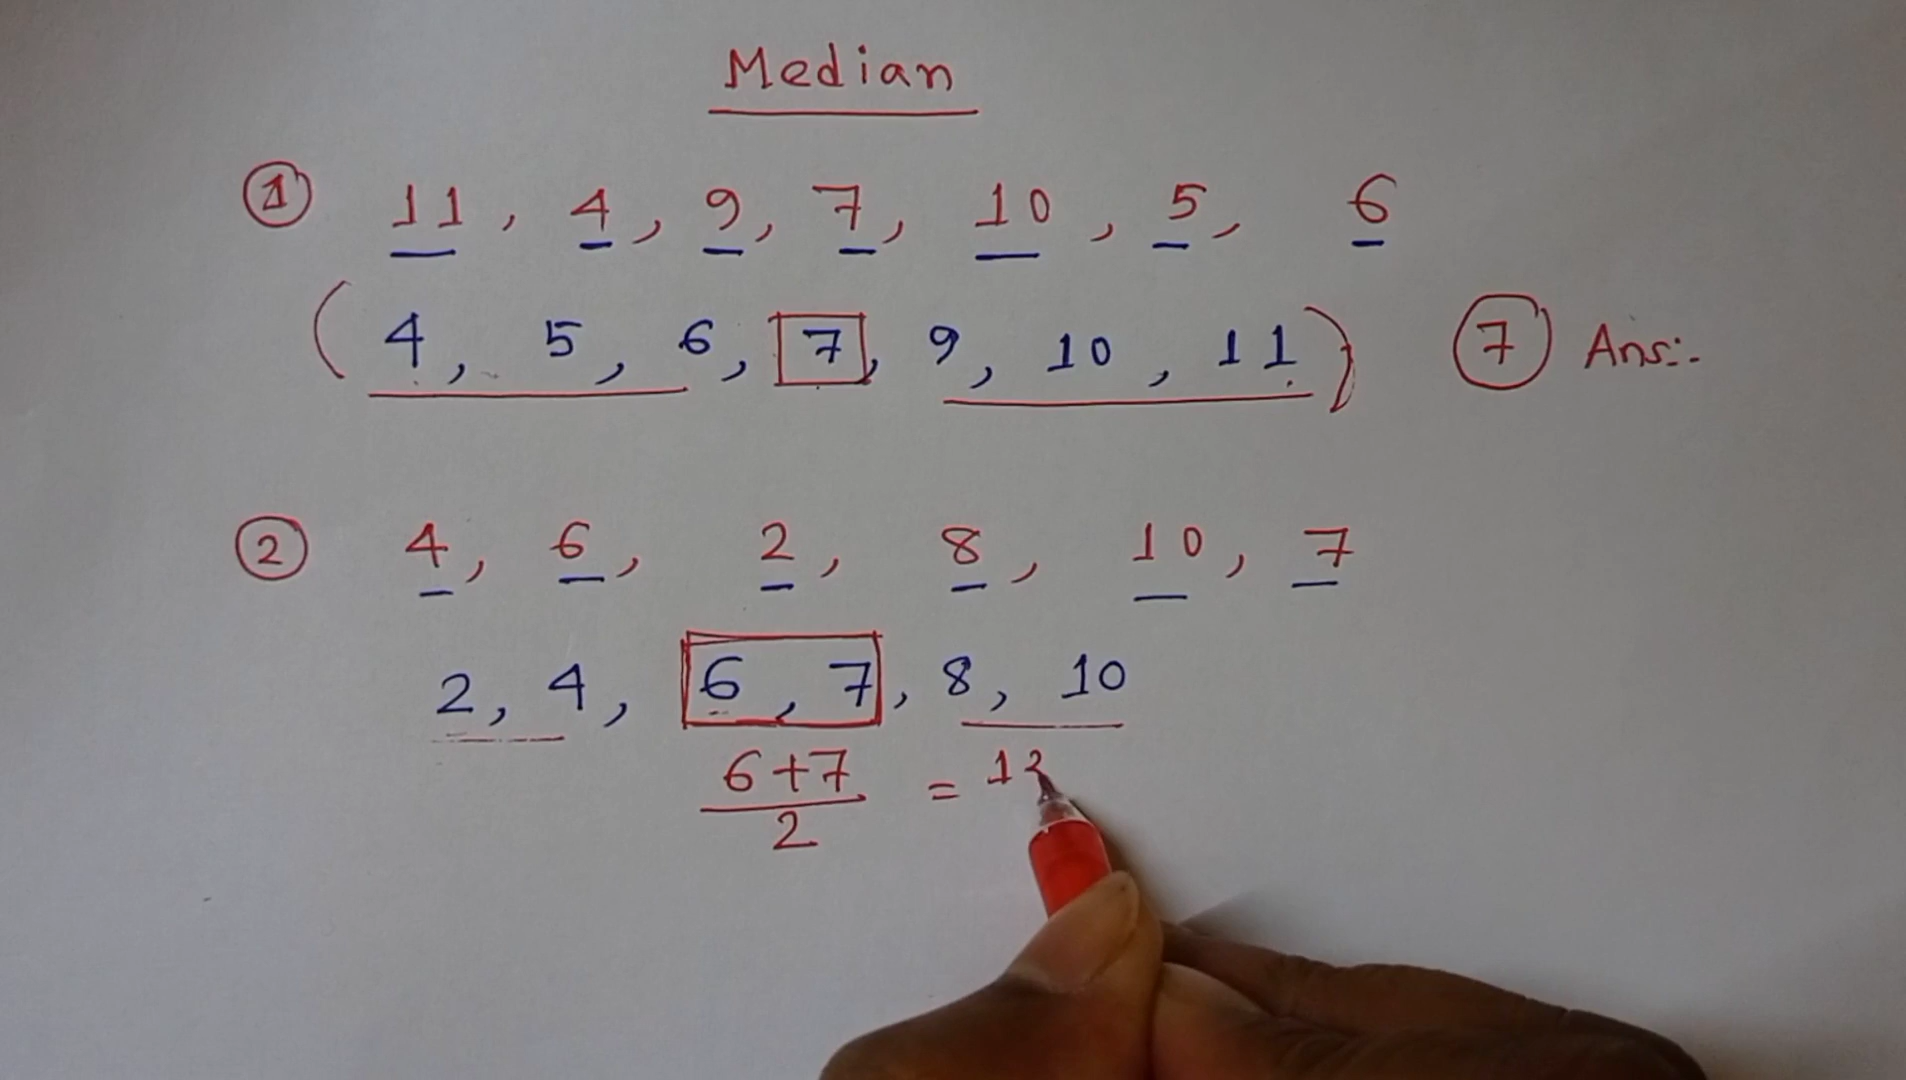 Median
① 11, 4, 9, 7, 10, 5, 6
(4, 5, 6, 7, 9, 10, 11) 7 Ans:-
② 4, 6, 2, 8, 10, 7
2, 4, 6, 7, 8, 10
6+7 = 13
2